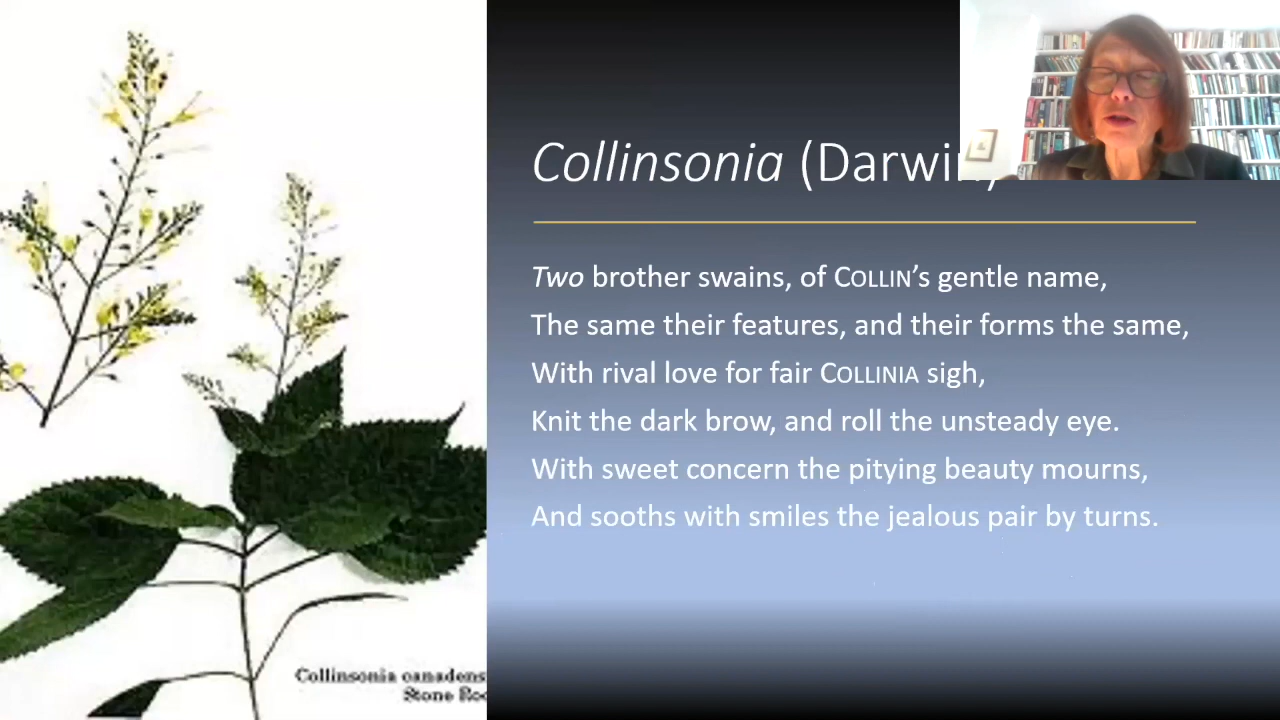 Collinsonia (Darwin)
Two brother swains, of COLLIN’s gentle name,
The same their features, and their forms the same,
With rival love for fair COLLINIA sigh,
Knit the dark brow, and roll the unsteady eye.
With sweet concern the pitying beauty mourns,
And sooths with smiles the jealous pair by turns.
Collinsonia canadens
Stone Roo